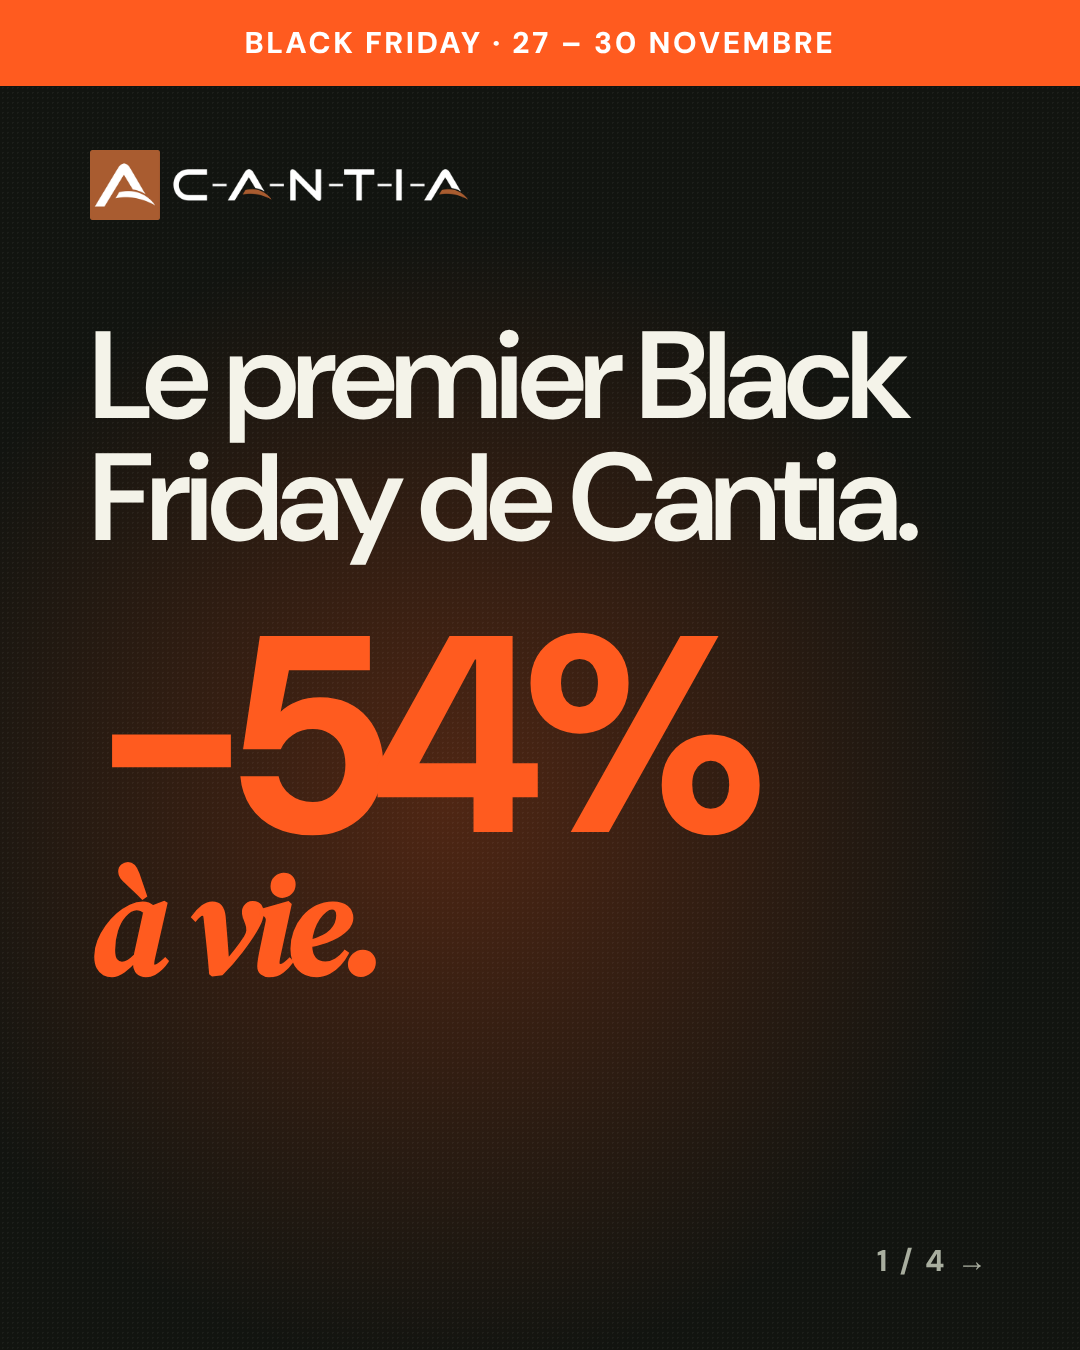 BLACK FRIDAY · 27 – 30 NOVEMBRE
C-A-N-T-I-A
Le premier Black
Friday de Cantia.
–54%
à vie.
1 / 4 →